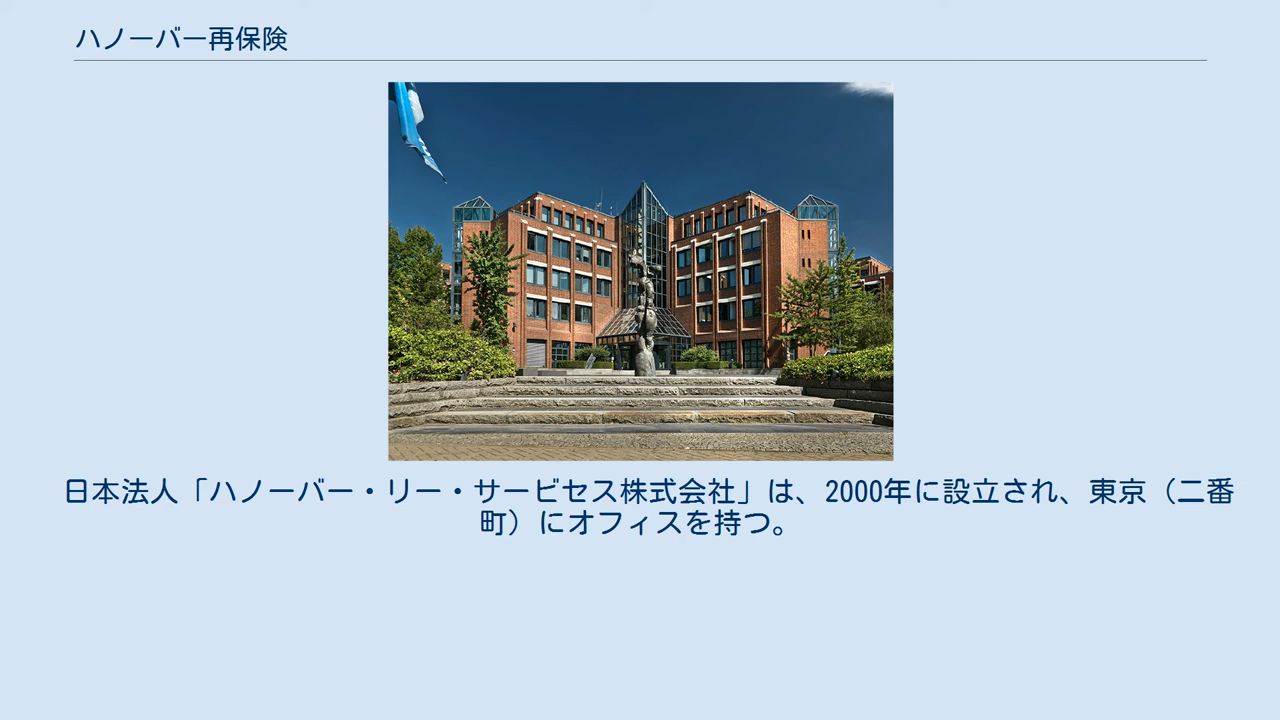 ハノーバー再保険
日本法人「ハノーバー・リー・サービセス株式会社」は、2000年に設立され、東京（二番
町）にオフィスを持つ。